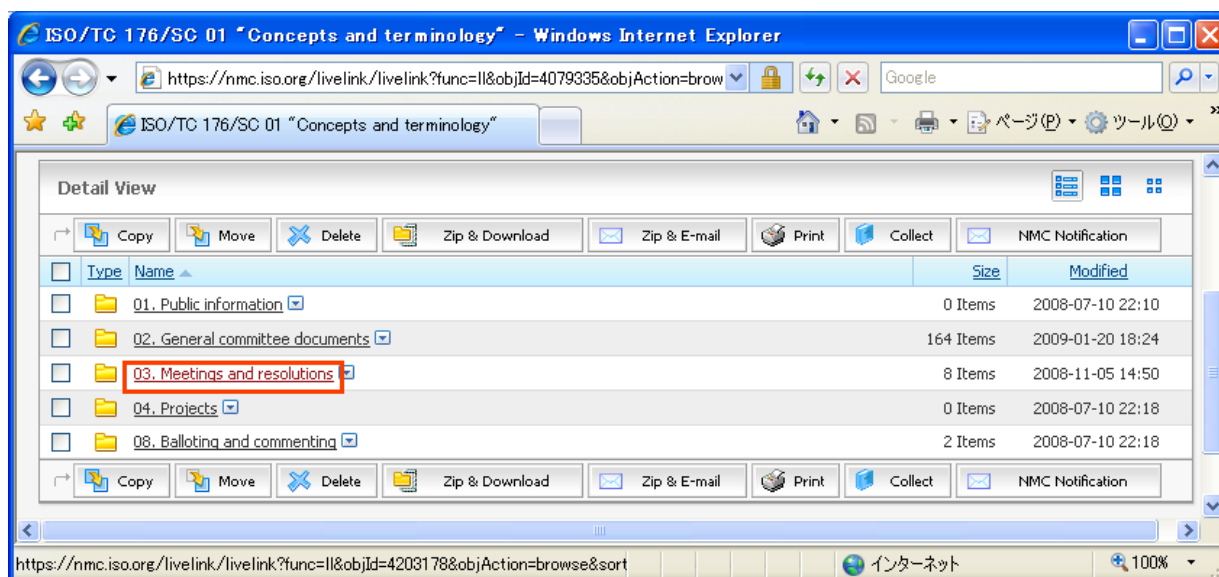 ISO/TC 176/SC 01 "Concepts and terminology" - Windows Internet Explorer
https://nmc.iso.org/livelink/livelink?func=ll&objId=4079335&objAction=brow
Google
ISO/TC 176/SC 01 "Concepts and terminology"
ページ(P) ツール(O) »
Detail View
Copy Move Delete Zip & Download Zip & E-mail Print Collect NMC Notification
Type Name Size Modified
01. Public information 0 Items 2008-07-10 22:10
02. General committee documents 164 Items 2009-01-20 18:24
03. Meetings and resolutions 8 Items 2008-11-05 14:50
04. Projects 0 Items 2008-07-10 22:18
08. Balloting and commenting 2 Items 2008-07-10 22:18
Copy Move Delete Zip & Download Zip & E-mail Print Collect NMC Notification
https://nmc.iso.org/livelink/livelink?func=ll&objId=4203178&objAction=browse&sort インターネット 100%